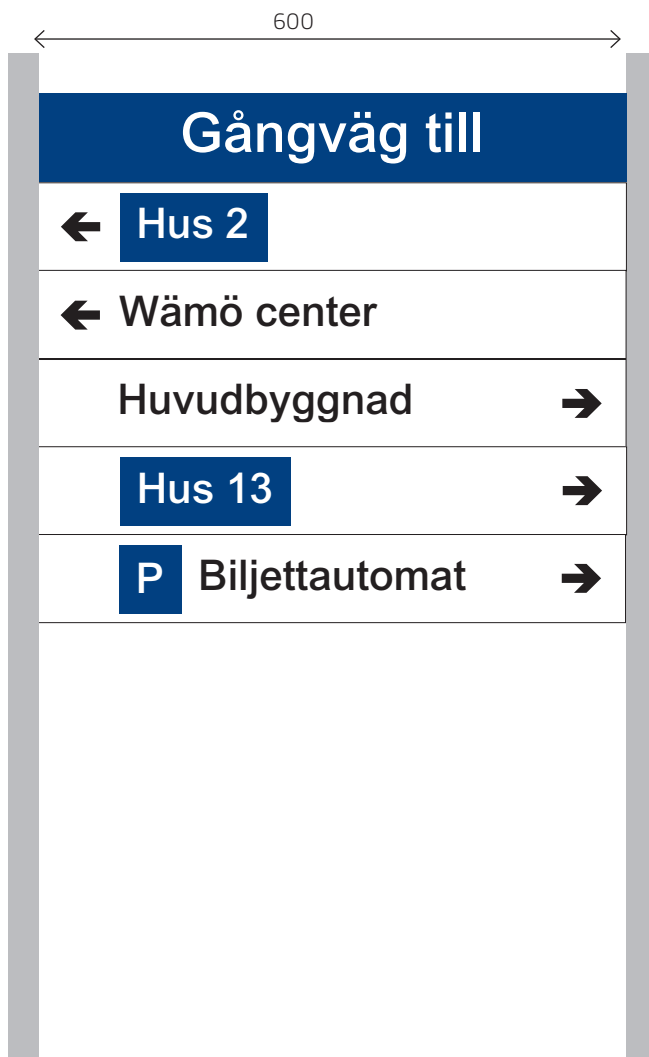 600
Gångväg till
Hus 2
Wämö center
Huvudbyggnad
Hus 13
P Biljettautomat